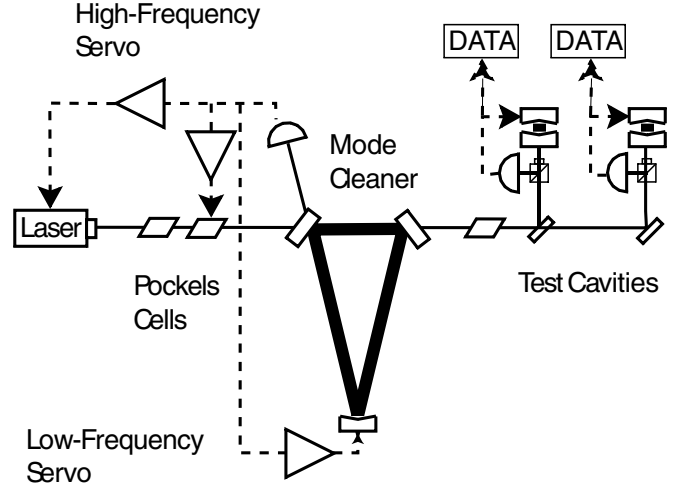 High-Frequency
Servo
DATA
DATA
Mode
Cleaner
Laser
Pockels
Cells
Test Cavities
Low-Frequency
Servo